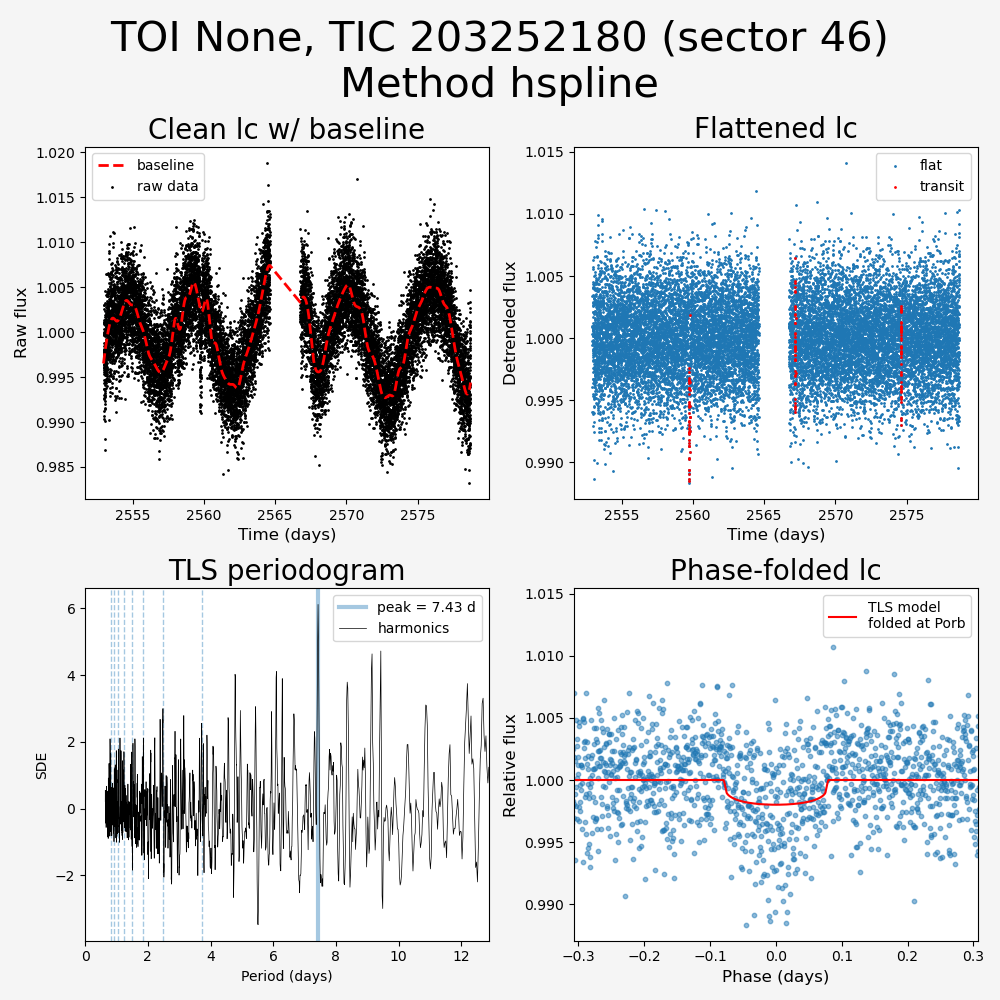 TOI None, TIC 203252180 (sector 46)
Method hspline
Clean lc w/ baseline
1.020
1.015
1.010
1.005
1.000
0.995
0.990
0.985
Raw flux
baseline
raw data
2555
2560
2565
2570
2575
Time (days)
Flattened lc
1.015
1.010
1.005
1.000
0.995
0.990
Detrended flux
flat
transit
2555
2560
2565
2570
2575
Time (days)
TLS periodogram
6
4
2
0
−2
SDE
peak = 7.43 d
harmonics
0
2
4
6
8
10
12
Period (days)
Phase-folded lc
1.015
1.010
1.005
1.000
0.995
0.990
Relative flux
TLS model
folded at Porb
−0.3
−0.2
−0.1
0.0
0.1
0.2
0.3
Phase (days)